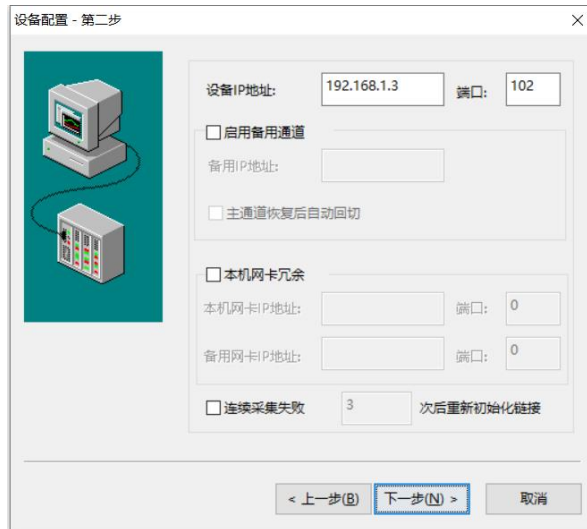 设备配置 - 第二步
设备IP地址: 192.168.1.3 端口: 102
启用备用通道
备用IP地址:
主通道恢复后自动回切
本机网卡冗余
本机网卡IP地址: 端口: 0
备用网卡IP地址: 端口: 0
连续采集失败 3 次后重新初始化链接
< 上一步(B) 下一步(N) > 取消